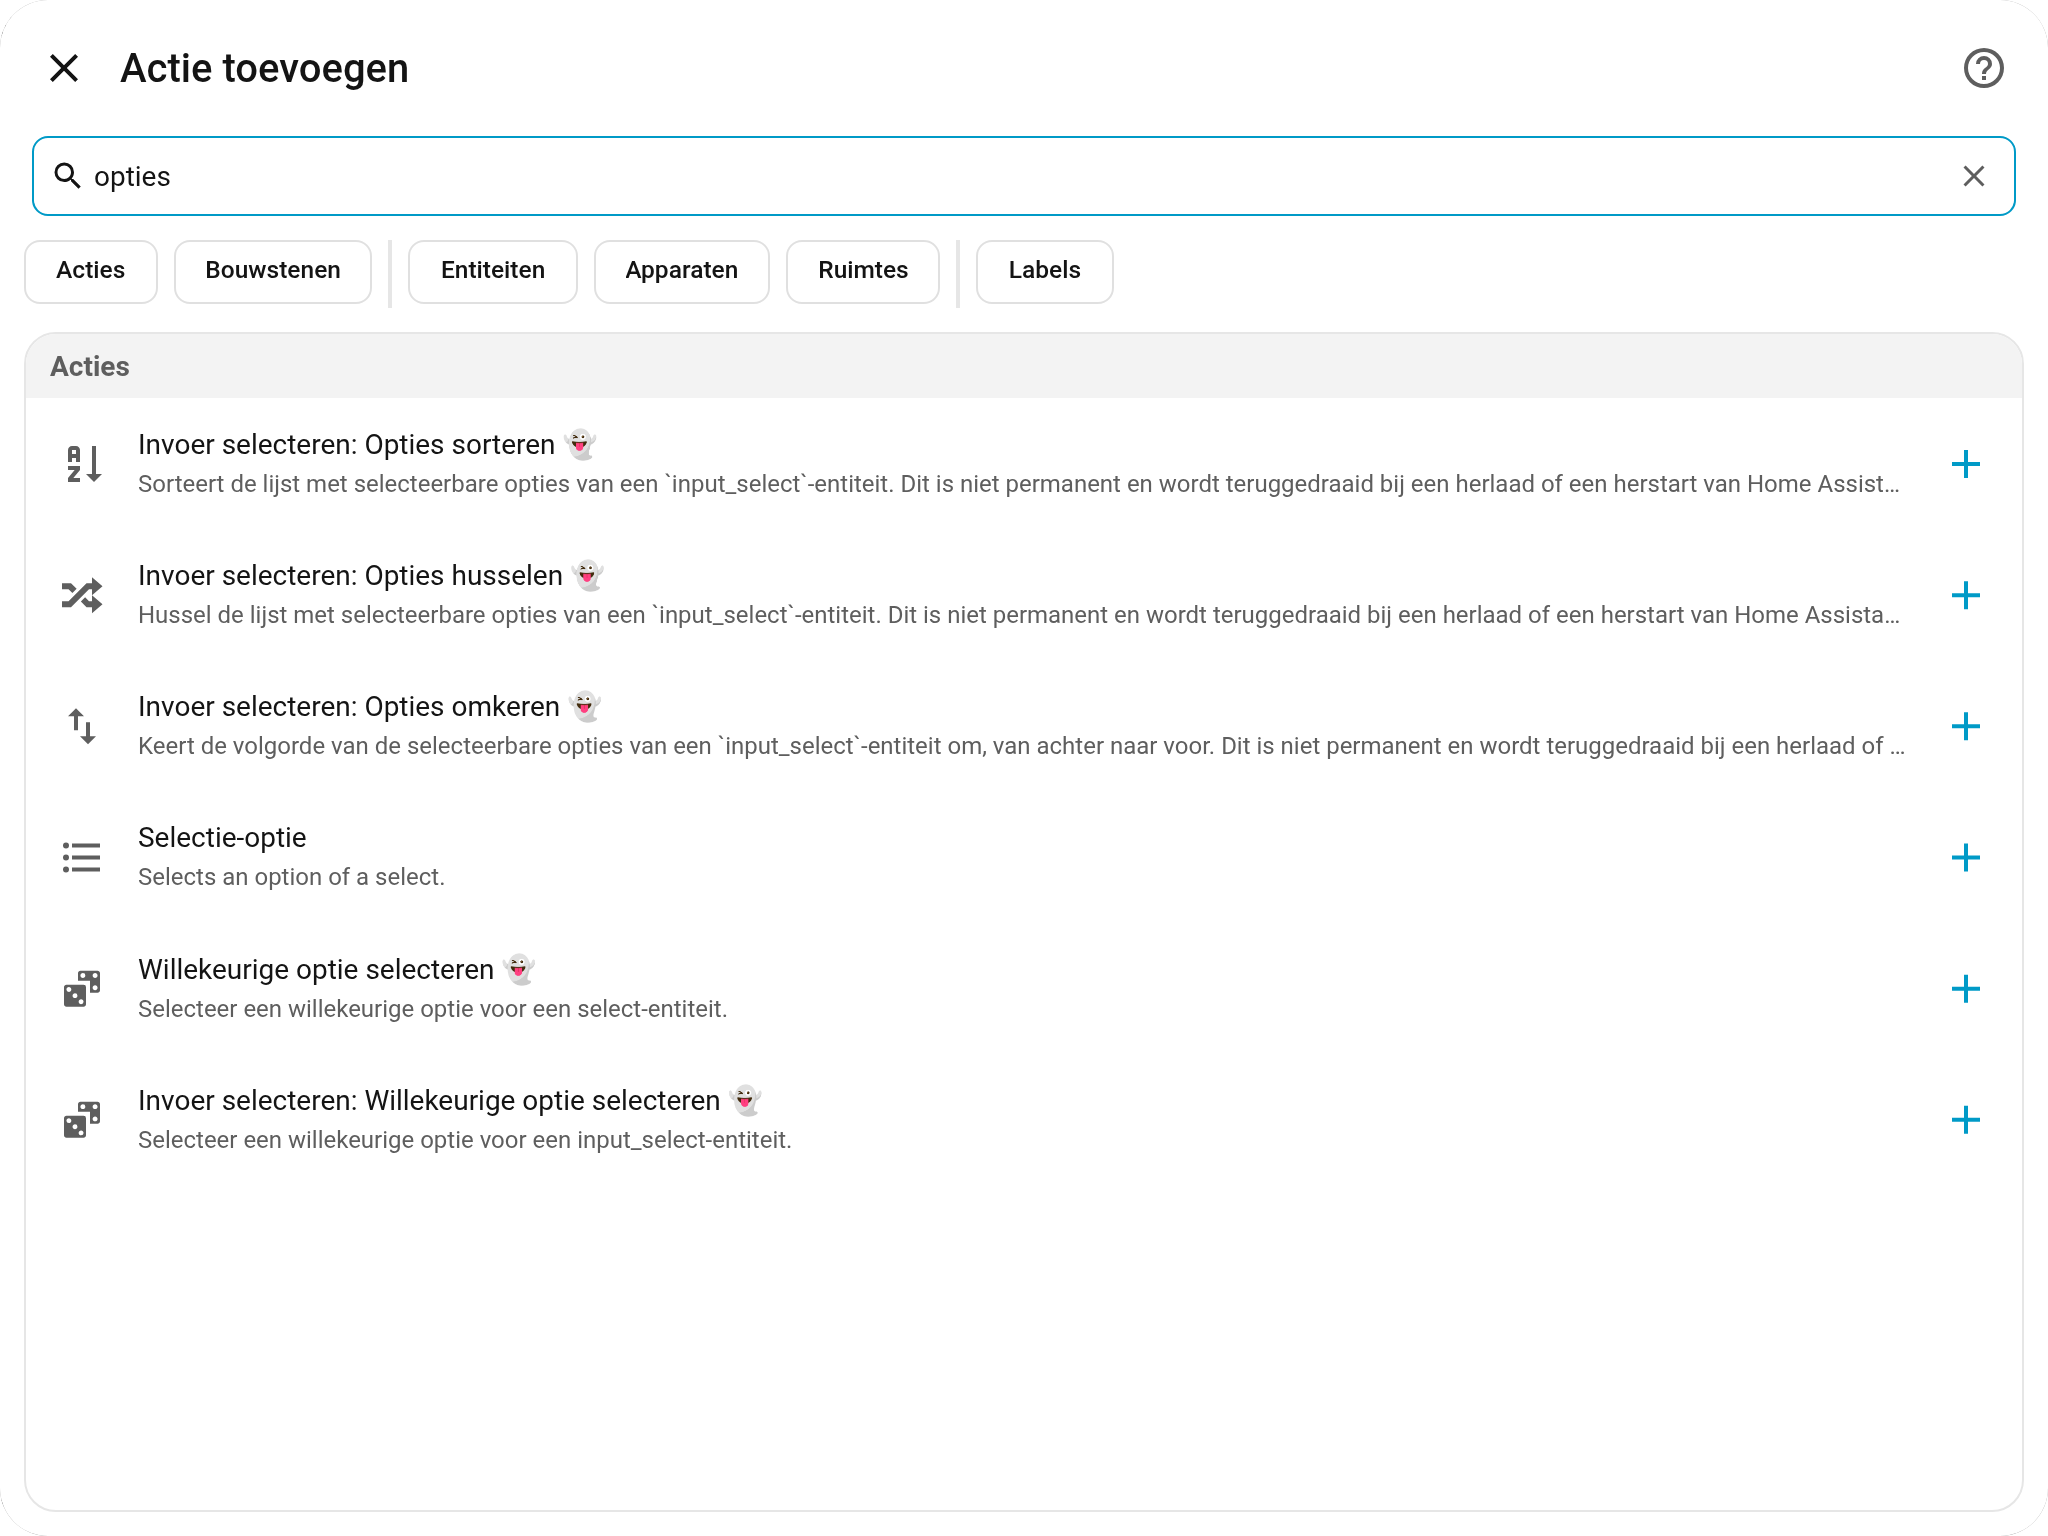 Actie toevoegen
opties
Acties
Bouwstenen
Entiteiten
Apparaten
Ruimtes
Labels
Acties
Invoer selecteren: Opties sorteren 👻
Sorteert de lijst met selecteerbare opties van een `input_select`-entiteit. Dit is niet permanent en wordt teruggedraaid bij een herlaad of een herstart van Home Assist...
Invoer selecteren: Opties husselen 👻
Hussel de lijst met selecteerbare opties van een `input_select`-entiteit. Dit is niet permanent en wordt teruggedraaid bij een herlaad of een herstart van Home Assista...
Invoer selecteren: Opties omkeren 👻
Keert de volgorde van de selecteerbare opties van een `input_select`-entiteit om, van achter naar voor. Dit is niet permanent en wordt teruggedraaid bij een herlaad of ...
Selectie-optie
Selects an option of a select.
Willekeurige optie selecteren 👻
Selecteer een willekeurige optie voor een select-entiteit.
Invoer selecteren: Willekeurige optie selecteren 👻
Selecteer een willekeurige optie voor een input_select-entiteit.